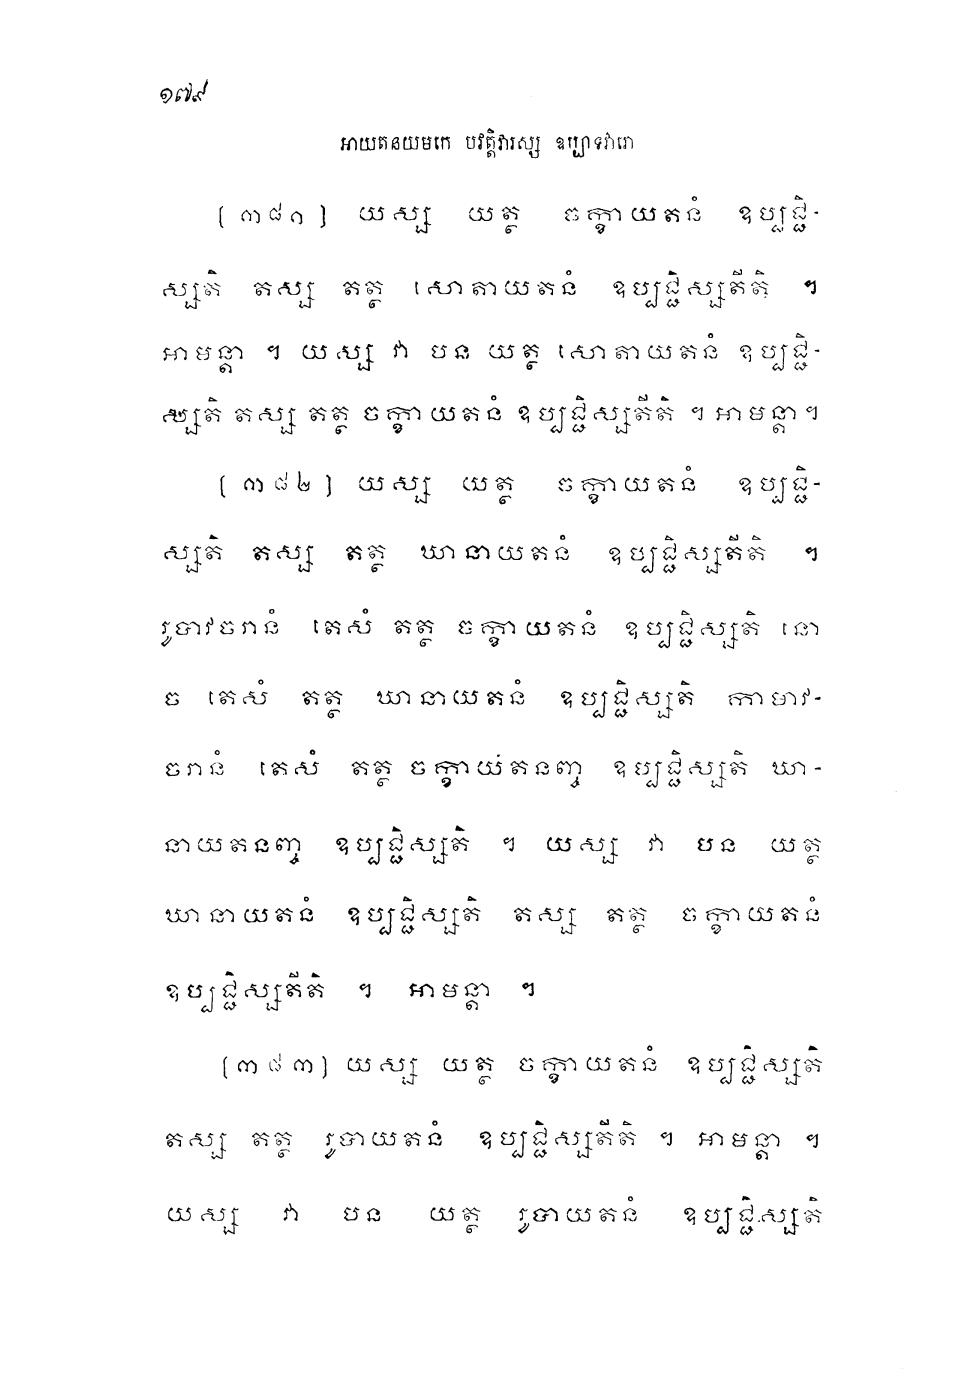 ១៧៩
អាយតនយមកេ បវត្តិវារស្ស ឧប្បាទវារោ
[៣៨១] យស្ស យត្ថ ចក្ខាយតនំ ឧប្បជ្ជិ-
ស្សតិ តស្ស តត្ថ សោតាយតនំ ឧប្បជ្ជិស្សតីតិ ។
អាមន្តា ។ យស្ស វា បន យត្ថ សោតាយតនំ ឧប្បជ្ជិ-
ស្សតិ តស្ស តត្ថ ចក្ខាយតនំ ឧប្បជ្ជិស្សតីតិ ។ អាមន្តា។
[៣៨២] យស្ស យត្ថ ចក្ខាយតនំ ឧប្បជ្ជិ-
ស្សតិ តស្ស តត្ថ ឃានាយតនំ ឧប្បជ្ជិស្សតីតិ ។
រូបាវចរានំ តេសំ តត្ថ ចក្ខាយតនំ ឧប្បជ្ជិស្សតិ នោ
ច តេសំ តត្ថ ឃានាយតនំ ឧប្បជ្ជិស្សតិ កាមាវ-
ចរានំ តេសំ តត្ថ ចក្ខាយតនញ្ច ឧប្បជ្ជិស្សតិ ឃា-
នាយតនញ្ច ឧប្បជ្ជិស្សតិ ។ យស្ស វា បន យត្ថ
ឃានាយតនំ ឧប្បជ្ជិស្សតិ តស្ស តត្ថ ចក្ខាយតនំ
ឧប្បជ្ជិស្សតីតិ ។ អាមន្តា ។
[៣៨៣] យស្ស យត្ថ ចក្ខាយតនំ ឧប្បជ្ជិស្សតិ
តស្ស តត្ថ រូបាយតនំ ឧប្បជ្ជិស្សតីតិ ។ អាមន្តា ។
យស្ស វា បន យត្ថ រូបាយតនំ ឧប្បជ្ជិស្សតិ